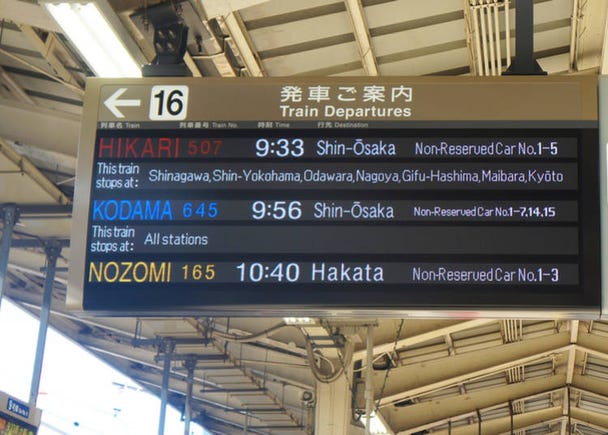 ← 16 発車ご案内
Train Departures
列車名 Train 列車番号 Train No. 時刻 Time 行先 Destination
HIKARI 507 9:33 Shin-Ōsaka Non-Reserved Car No.1-5
This train stops at: Shinagawa,Shin-Yokohama,Odawara,Nagoya,Gifu-Hashima,Maibara,Kyōto
KODAMA 645 9:56 Shin-Ōsaka Non-Reserved Car No.1-7,14,15
This train stops at: All stations
NOZOMI 165 10:40 Hakata Non-Reserved Car No.1-3